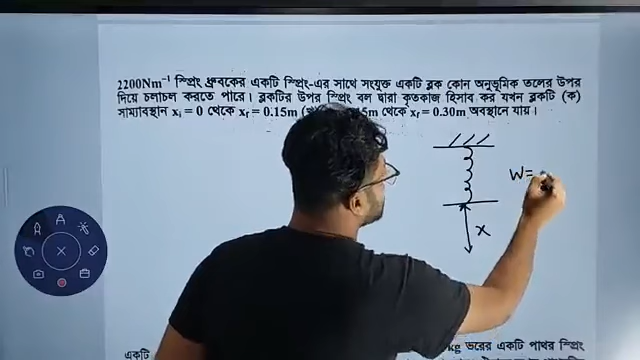 2200Nm⁻¹ স্প্রিং ধ্রুবকের একটি স্প্রিং-এর সাথে সংযুক্ত একটি ব্লক কোন অনুভূমিক তলের উপর
দিয়ে চলাচল করতে পারে। ব্লকটির উপর স্প্রিং বল দ্বারা কৃতকাজ হিসাব কর যখন ব্লকটি (ক)
সাম্যাবস্থান xᵢ = 0 থেকে x_f = 0.15m থেকে x_f = 0.30m অবস্থানে যায়।
W=
x
একটি kg ভরের একটি পাথর স্প্রিং